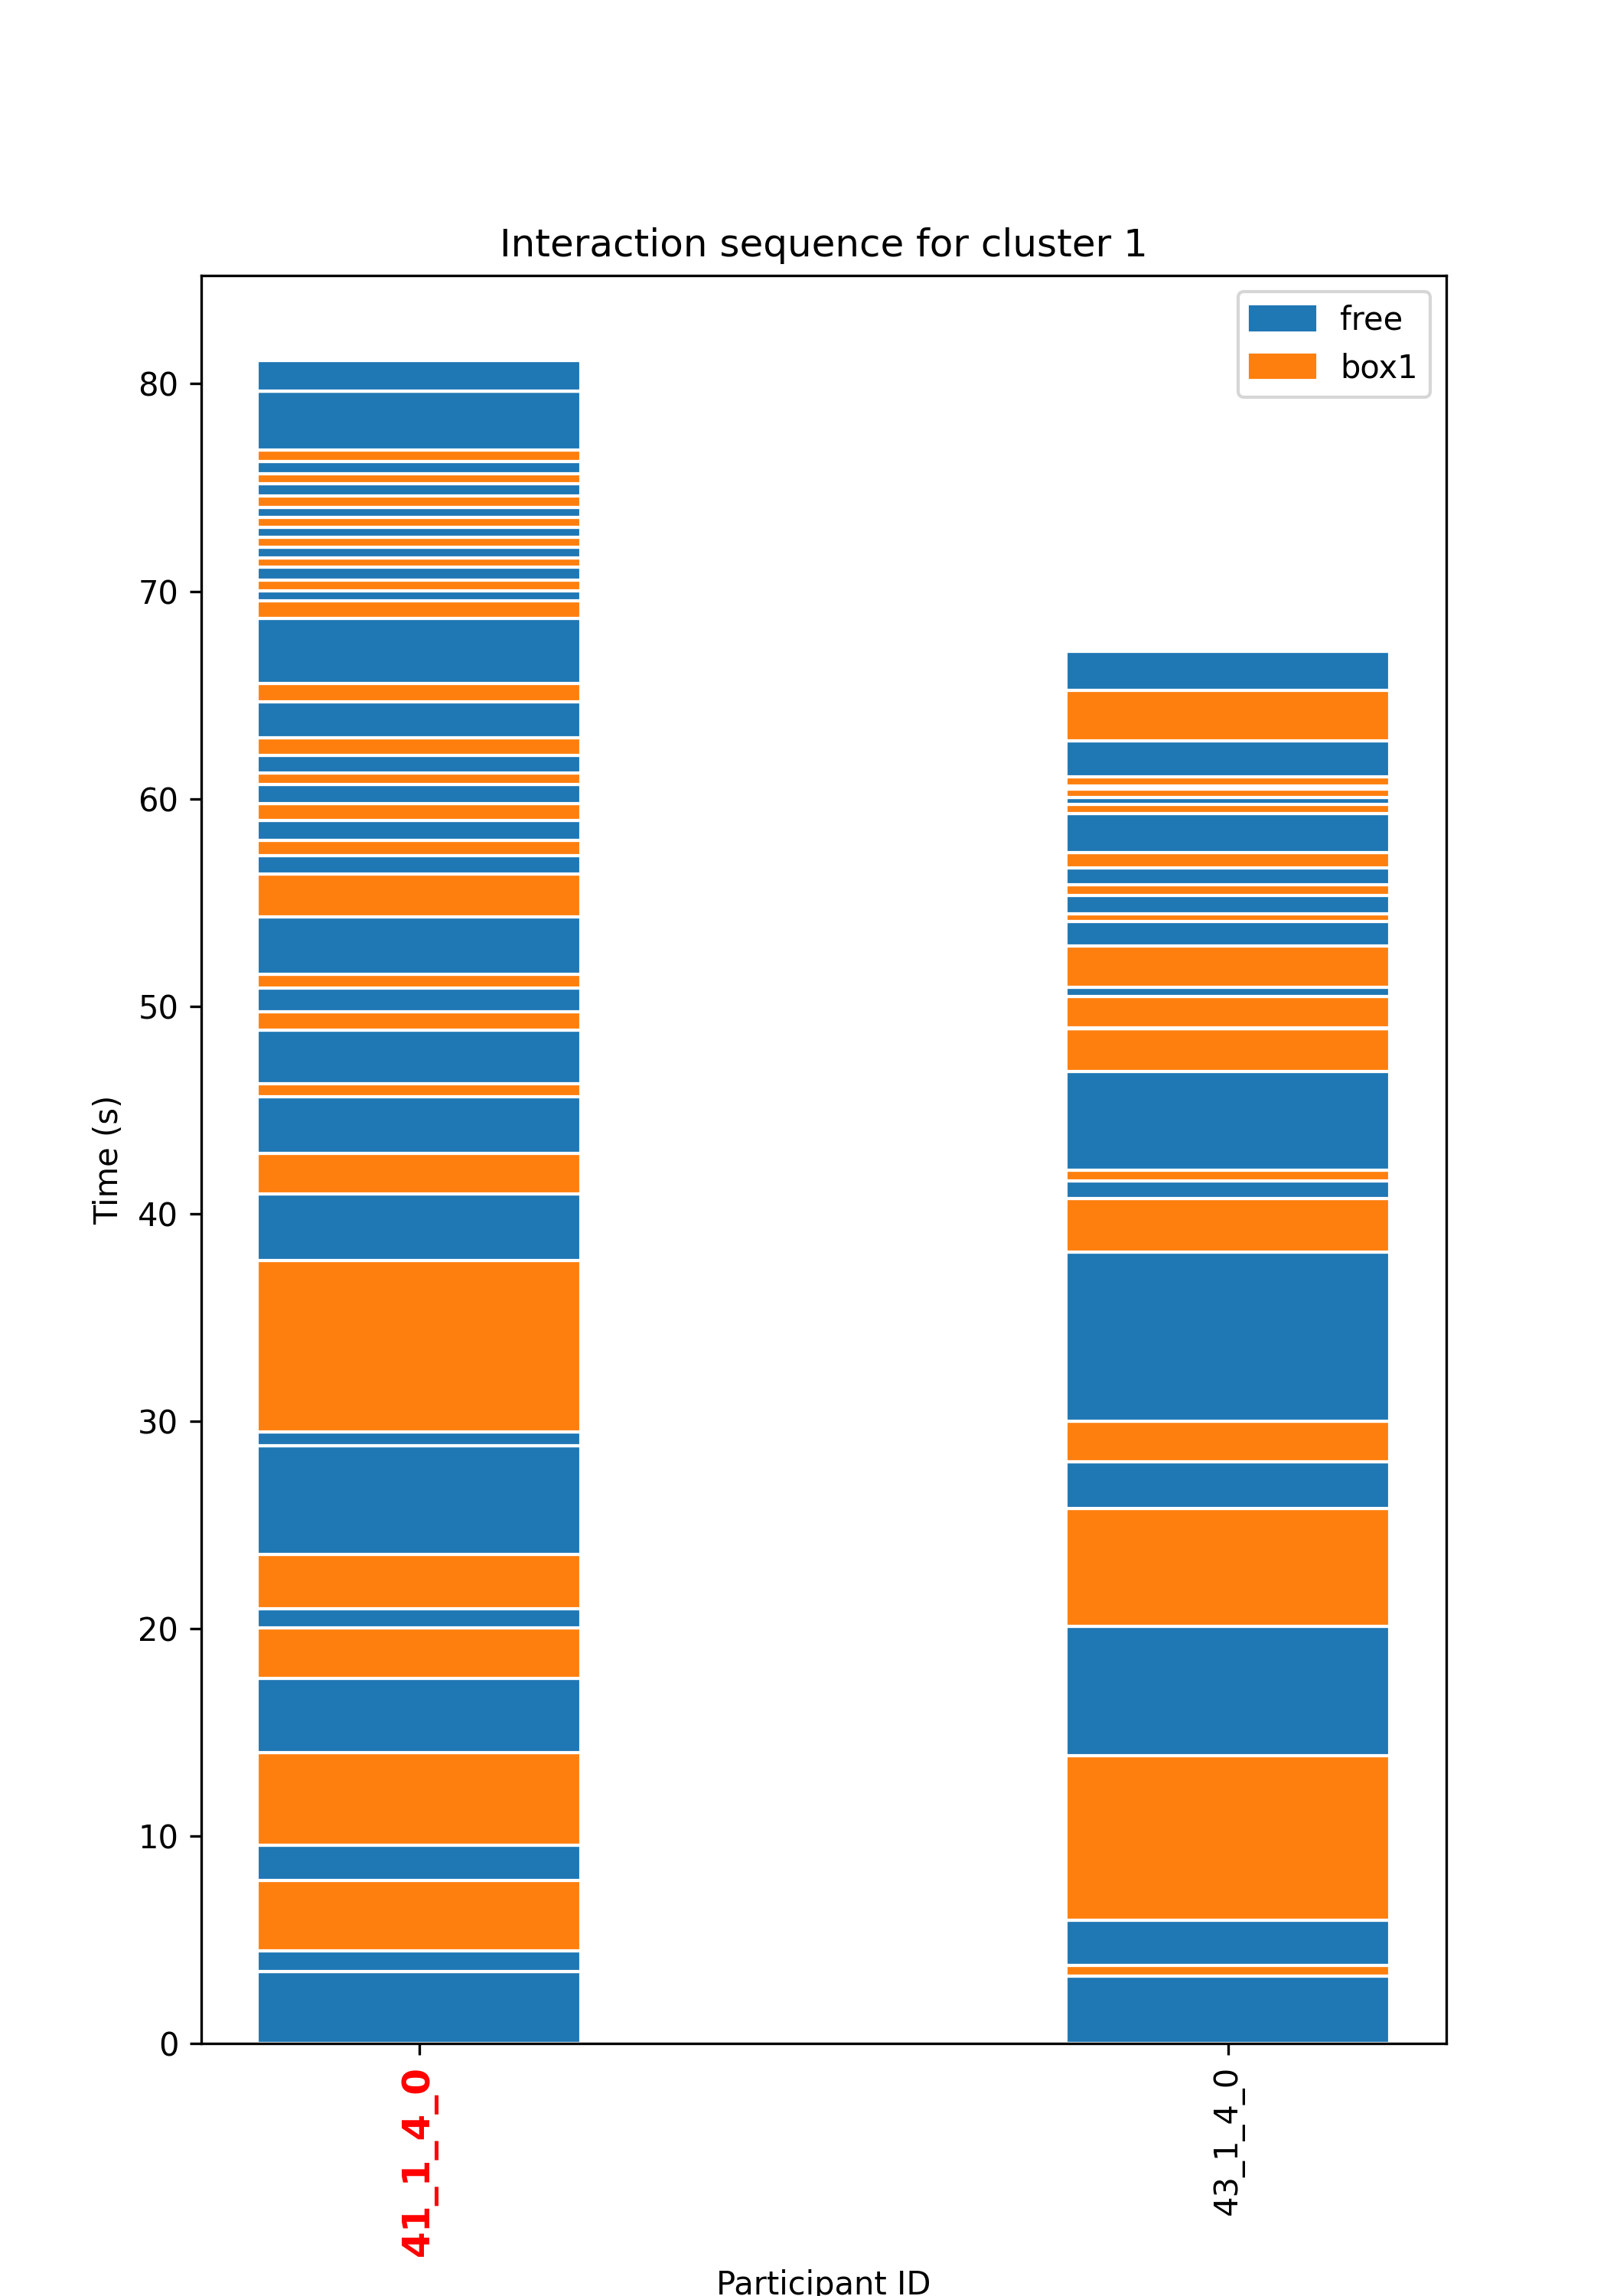 Interaction sequence for cluster 1
free
box1
80
70
60
50
40
30
20
10
0
Time (s)
41_1_4_0
43_1_4_0
Participant ID